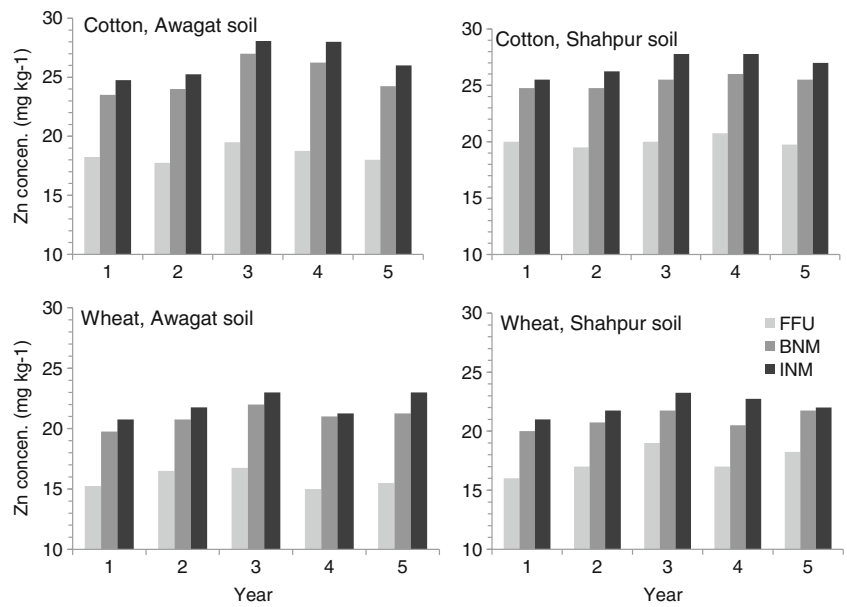 Cotton, Awagat soil
Zn concen. (mg kg-1)
30
25
20
15
10
1 2 3 4 5
Cotton, Shahpur soil
30
25
20
15
10
1 2 3 4 5
Wheat, Awagat soil
Zn concen. (mg kg-1)
30
25
20
15
10
1 2 3 4 5
Year
Wheat, Shahpur soil
FFU
BNM
INM
30
25
20
15
10
1 2 3 4 5
Year